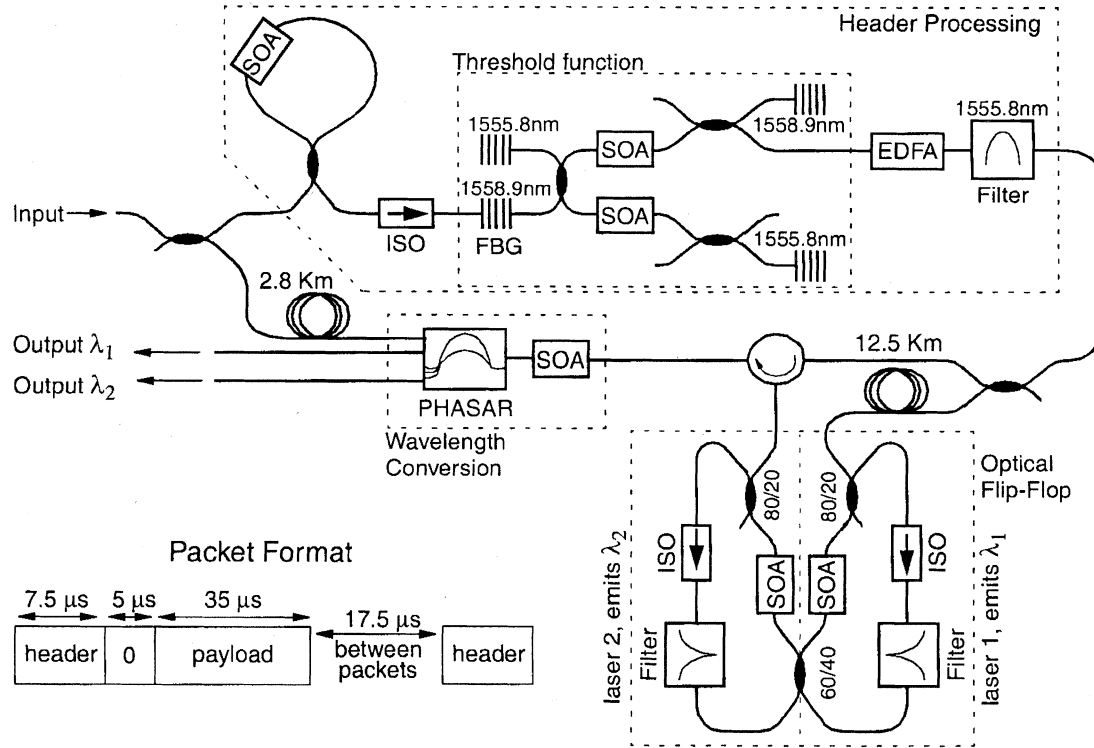 Header Processing
SOA
Threshold function
1555.8nm
1558.9nm
1555.8nm
SOA
EDFA
Filter
1558.9nm
Input
ISO
FBG
SOA
1555.8nm
2.8 Km
Output λ1
Output λ2
PHASAR
SOA
12.5 Km
Wavelength
Conversion
Optical
Flip-Flop
80/20
80/20
laser 2, emits λ2
ISO
SOA
SOA
ISO
laser 1, emits λ1
Filter
60/40
Filter
Packet Format
7.5 µs
5 µs
35 µs
17.5 µs
header
0
payload
between
packets
header